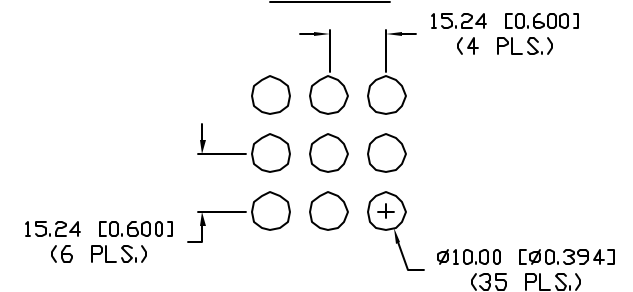 15.24 [0.600]
(4 PLS.)
15.24 [0.600]
(6 PLS.)
Ø10.00 [Ø0.394]
(35 PLS.)